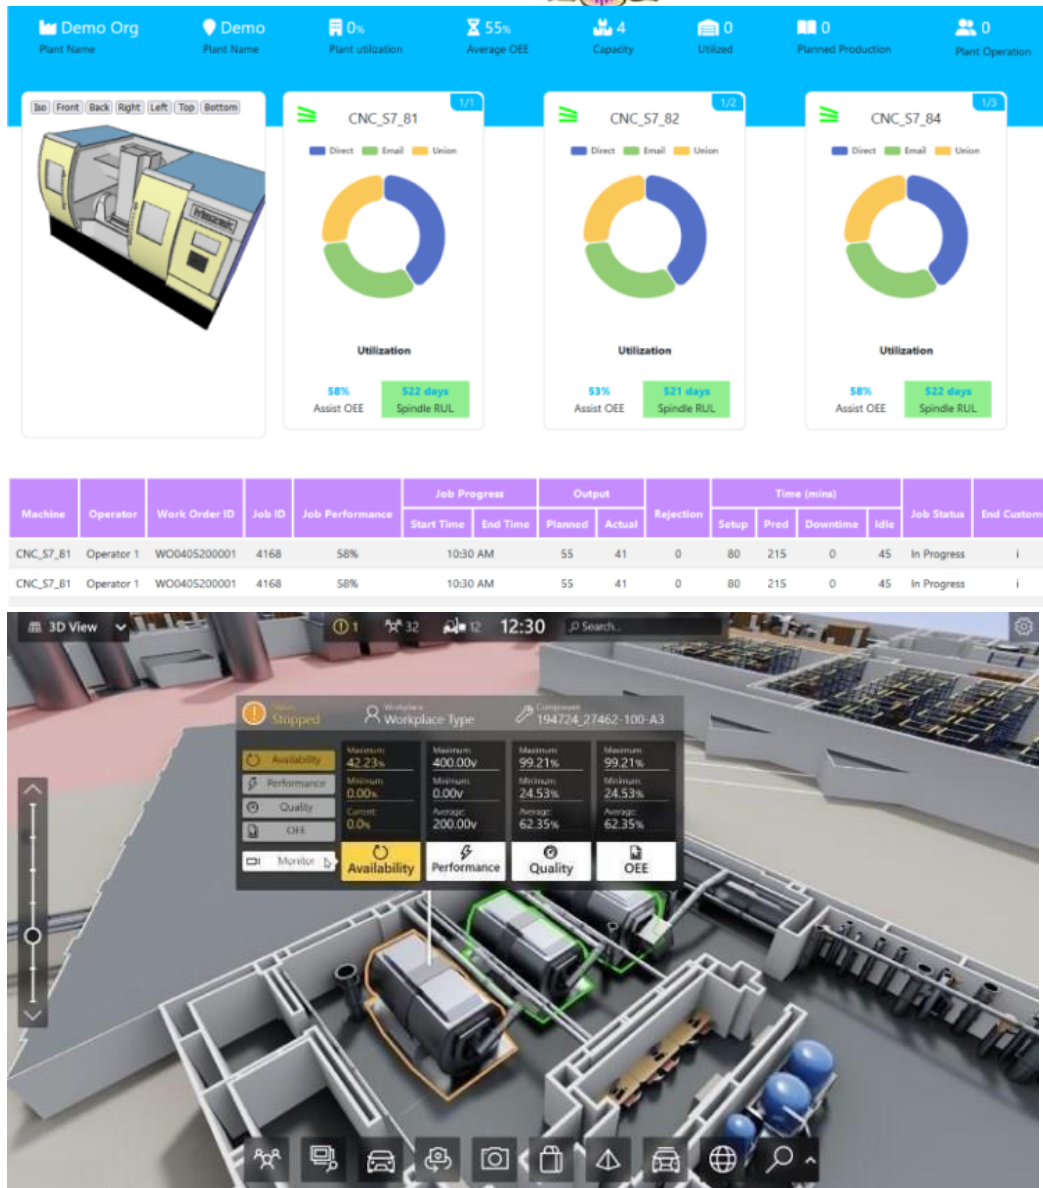 Demo Org
Plant Name
Demo
Plant Name
0%
Plant utilization
55%
Average OEE
4
Capacity
0
Utilized
0
Planned Production
0
Plant Operation
Iso Front Back Right Left Top Bottom
1/1
CNC_S7_81
Direct Email Union
Utilization
58%
Assist OEE
522 days
Spindle RUL
1/2
CNC_S7_82
Direct Email Union
Utilization
53%
Assist OEE
521 days
Spindle RUL
1/3
CNC_S7_84
Direct Email Union
Utilization
58%
Assist OEE
522 days
Spindle RUL
Machine Operator Work Order ID Job ID Job Performance Job Progress Output Rejection Time (mins) Job Status End Custom
Start Time End Time Planned Actual Setup Pred Downtime Idle
CNC_S7_81 Operator 1 WO0405200001 4168 58% 10:30 AM 55 41 0 80 215 0 45 In Progress i
CNC_S7_81 Operator 1 WO0405200001 4168 58% 10:30 AM 55 41 0 80 215 0 45 In Progress i
3D View
1 32 12 12:30 Search...
Stopped
Workplace
Workplace Type
Component
194724_27462-100-A3
Availability
Performance
Quality
OEE
Monitor
Maximum:
42.23%
Minimum:
0.00%
Current:
0.0%
Availability
Maximum:
400.00v
Minimum:
0.00v
Average:
200.00v
Performance
Maximum:
99.21%
Minimum:
24.53%
Average:
62.35%
Quality
Maximum:
99.21%
Minimum:
24.53%
Average:
62.35%
OEE